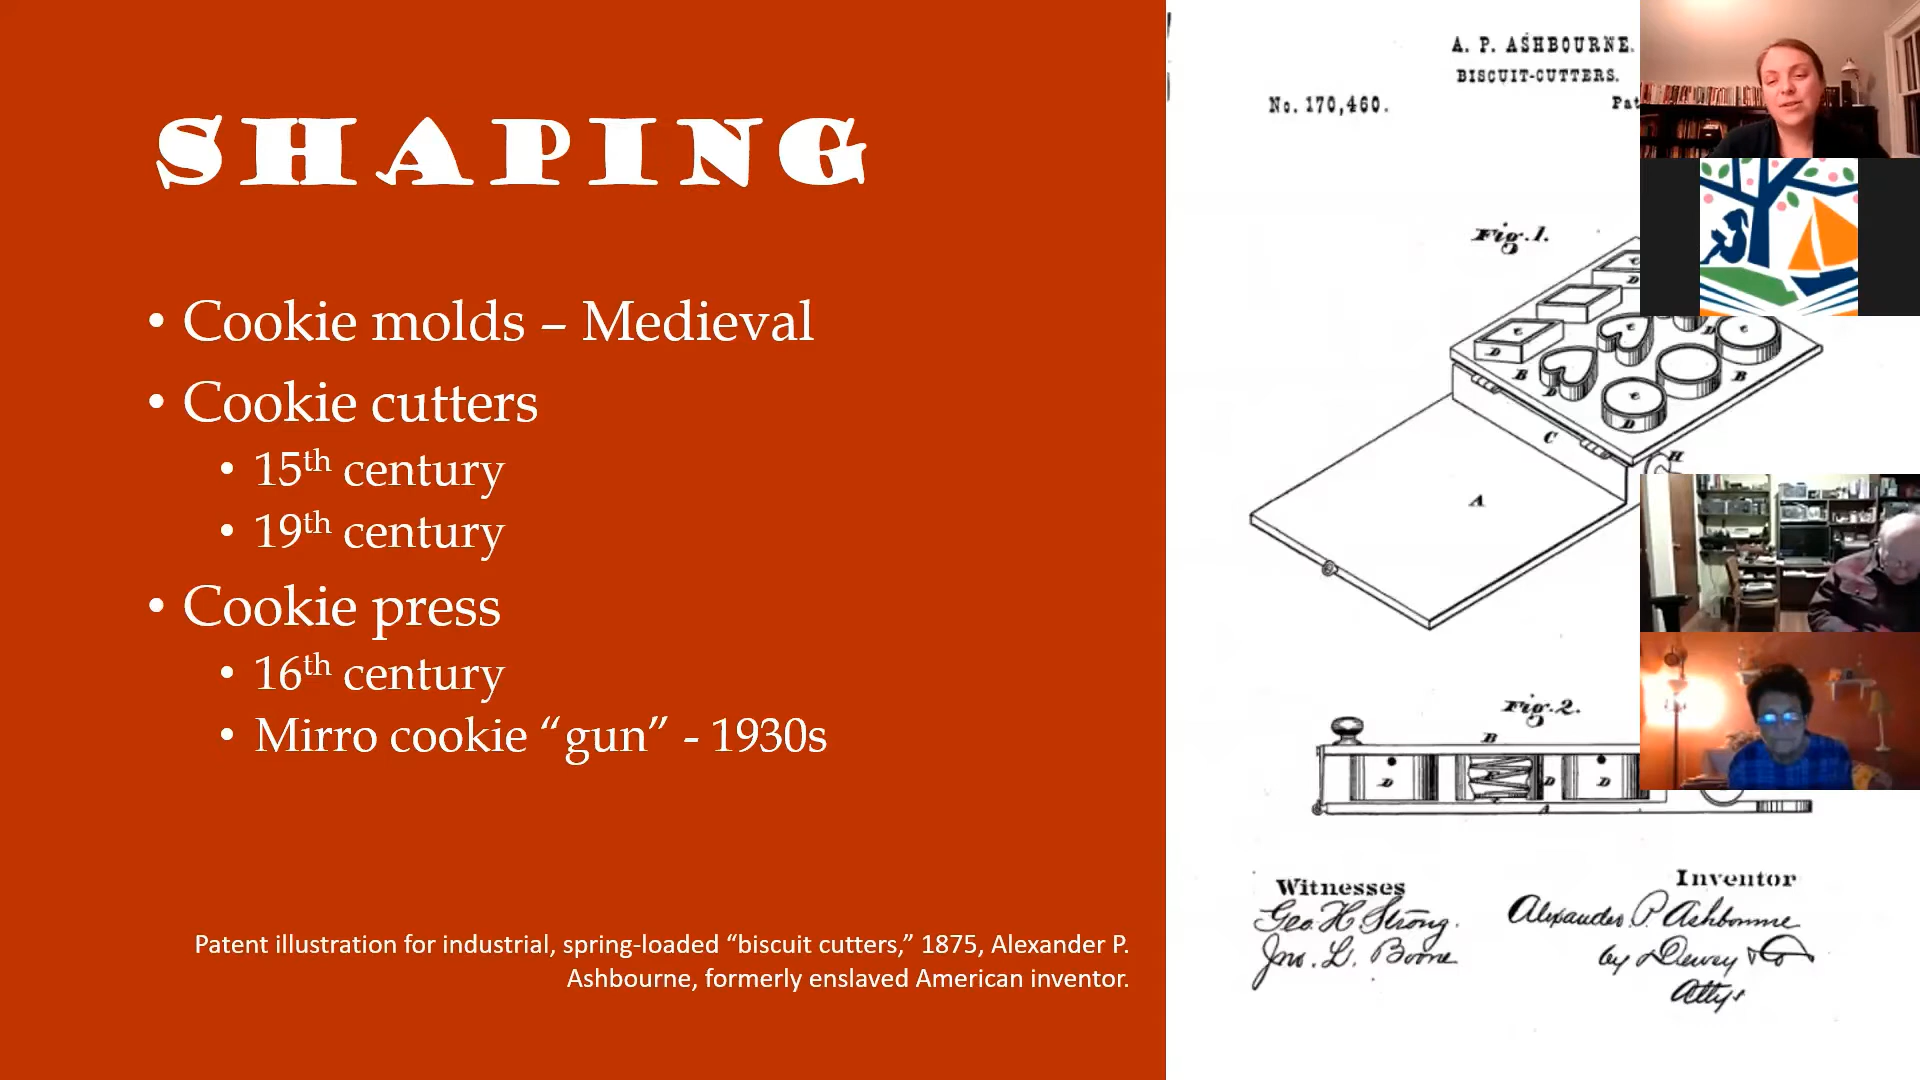 SHAPING
• Cookie molds – Medieval
• Cookie cutters
• 15th century
• 19th century
• Cookie press
• 16th century
• Mirro cookie “gun” - 1930s
Patent illustration for industrial, spring-loaded “biscuit cutters,” 1875, Alexander P.
Ashbourne, formerly enslaved American inventor.
A. P. ASHBOURNE.
BISCUIT-CUTTERS.
No. 170,460.
Fig. 1.
D
D
D
B
D
D
B
C
H
A
Fig. 2.
B
D
D
D
A
Witnesses
Geo. H. Strong.
Jno. L. Boone
Inventor
Alexander P. Ashbourne
by Dewey & Co
Attys